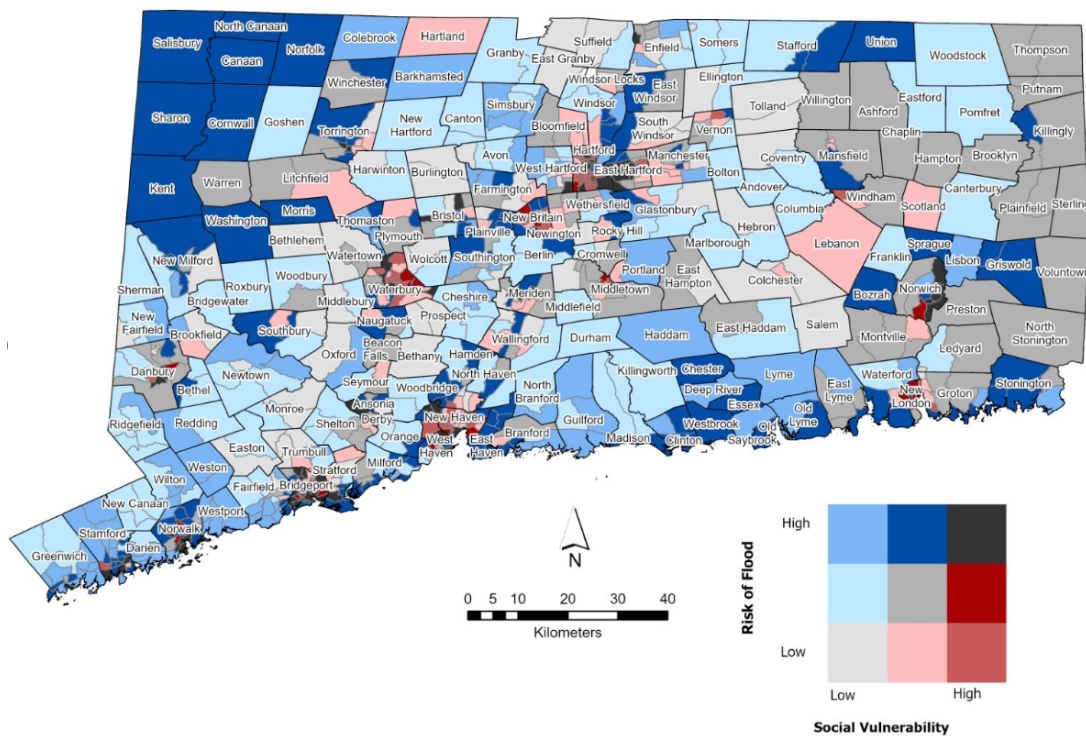 Salisbury
North Canaan
Canaan
Norfolk
Colebrook
Hartland
Granby
Suffield
East Granby
Enfield
Somers
Stafford
Union
Woodstock
Thompson
Putnam
Winchester
Barkhamsted
Simsbury
Windsor Locks
Windsor
East
Windsor
Ellington
Willington
Ashford
Eastford
Pomfret
Killingly
Sharon
Cornwall
Goshen
Torrington
New
Hartford
Canton
Bloomfield
South
Windsor
Vernon
Tolland
Chaplin
Hampton
Brooklyn
Kent
Warren
Litchfield
Harwinton
Burlington
Avon
West Hartford
Hartford
East Hartford
Manchester
Bolton
Coventry
Mansfield
Andover
Windham
Scotland
Canterbury
Plainfield
Sterling
Washington
Morris
Thomaston
Plymouth
Bristol
Farmington
Plainville
New Britain
Newington
Wethersfield
Rocky Hill
Glastonbury
Hebron
Columbia
Lebanon
Bethlehem
Watertown
Wolcott
Southington
Berlin
Cromwell
Portland
Marlborough
Franklin
Sprague
Lisbon
Griswold
Voluntown
New Milford
Sherman
Roxbury
Bridgewater
Woodbury
Middlebury
Waterbury
Cheshire
Meriden
Middletown
Middlefield
East
Hampton
Colchester
Bozrah
Norwich
Preston
North
Stonington
New
Fairfield
Brookfield
Southbury
Naugatuck
Prospect
Wallingford
Durham
Haddam
East Haddam
Salem
Montville
Ledyard
Danbury
Bethel
Newtown
Oxford
Beacon
Falls
Bethany
Hamden
North Haven
North
Branford
Killingworth
Chester
Deep River
Essex
Lyme
East
Lyme
Waterford
New
London
Groton
Stonington
Ridgefield
Redding
Monroe
Seymour
Ansonia
Derby
Shelton
Woodbridge
New Haven
West
Haven
East
Haven
Branford
Guilford
Madison
Clinton
Westbrook
Old
Saybrook
Old
Lyme
Easton
Trumbull
Stratford
Orange
Milford
Wilton
Weston
Fairfield
Bridgeport
New Canaan
Westport
Norwalk
Stamford
Darien
Greenwich
N
0 5 10 20 30 40
Kilometers
High
Risk of Flood
Low
Low
High
Social Vulnerability